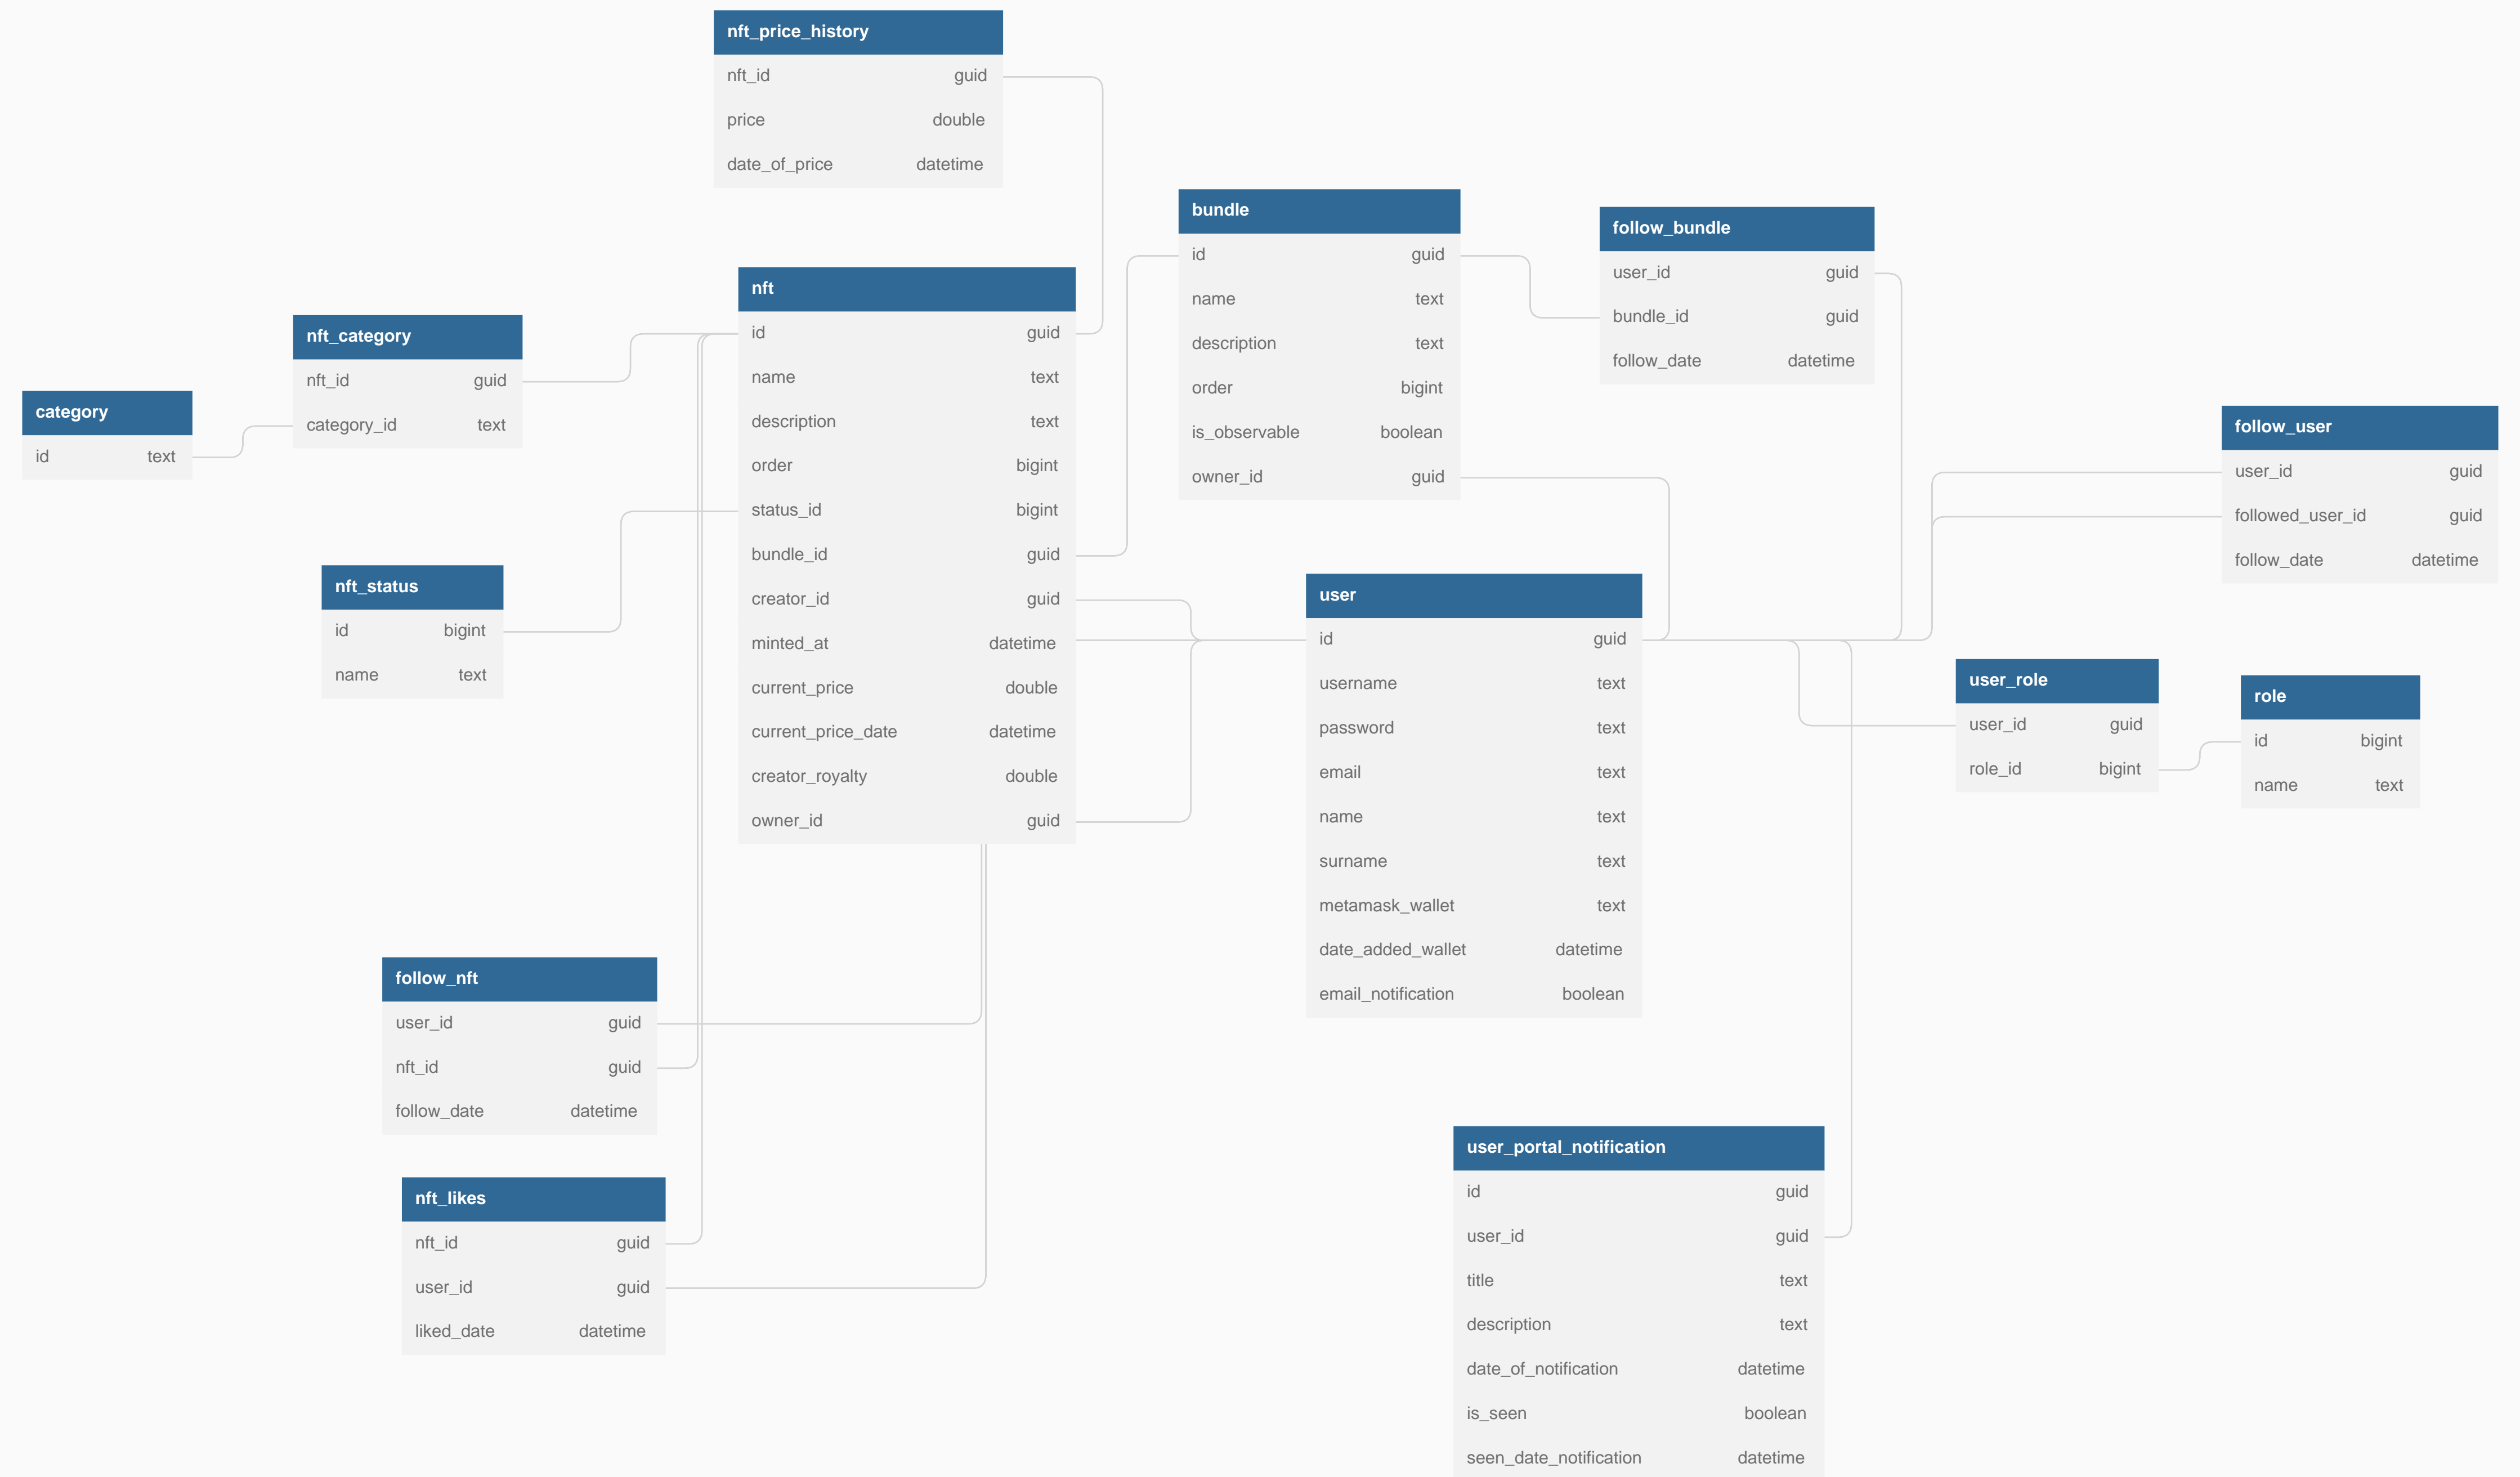 nft_price_history
nft_id guid
price double
date_of_price datetime
bundle
id guid
name text
description text
order bigint
is_observable boolean
owner_id guid
follow_bundle
user_id guid
bundle_id guid
follow_date datetime
nft
id guid
name text
description text
order bigint
status_id bigint
bundle_id guid
creator_id guid
minted_at datetime
current_price double
current_price_date datetime
creator_royalty double
owner_id guid
nft_category
nft_id guid
category_id text
category
id text
follow_user
user_id guid
followed_user_id guid
follow_date datetime
nft_status
id bigint
name text
user
id guid
username text
password text
email text
name text
surname text
metamask_wallet text
date_added_wallet datetime
email_notification boolean
user_role
user_id guid
role_id bigint
role
id bigint
name text
follow_nft
user_id guid
nft_id guid
follow_date datetime
nft_likes
nft_id guid
user_id guid
liked_date datetime
user_portal_notification
id guid
user_id guid
title text
description text
date_of_notification datetime
is_seen boolean
seen_date_notification datetime